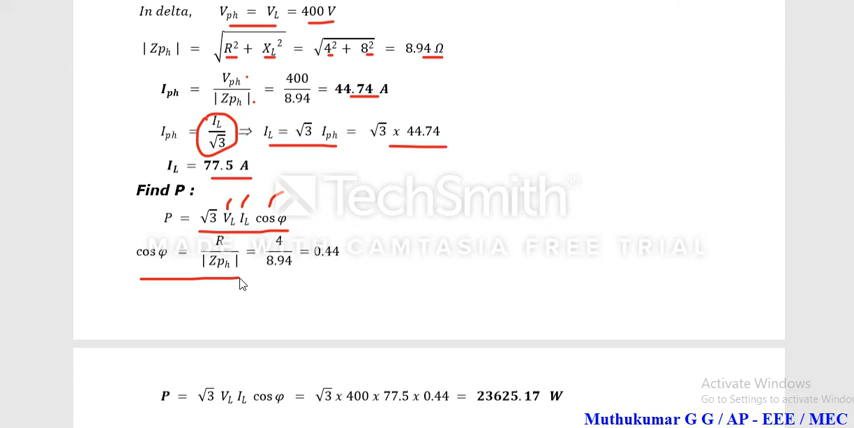 In delta, V_ph = V_L = 400 V
| Zp_h | = √(R² + X_L²) = √(4² + 8²) = 8.94 Ω
I_ph = V_ph / | Zp_h | = 400 / 8.94 = 44.74 A
I_ph = I_L / √3 ⇒ I_L = √3 I_ph = √3 x 44.74
I_L = 77.5 A
Find P :
TechSmith
P = √3 V_L I_L cos φ
MADE WITH CAMTASIA FREE TRIAL
cos φ = R / | Zp_h | = 4 / 8.94 = 0.44
Activate Windows
P = √3 V_L I_L cos φ = √3 x 400 x 77.5 x 0.44 = 23625.17 W
Go to Settings to activate Windo
Muthukumar G G / AP - EEE / MEC